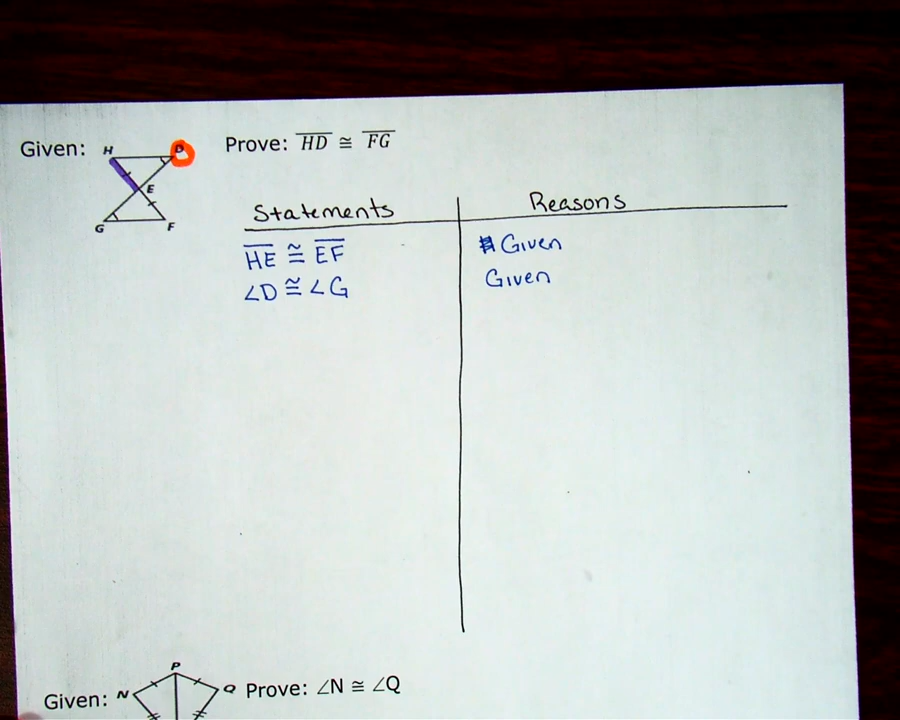 Given: H D Prove: HD ≅ FG
E
G F
Statements Reasons
HE ≅ EF Given
∠D ≅ ∠G Given
P
Given: N Q Prove: ∠N ≅ ∠Q